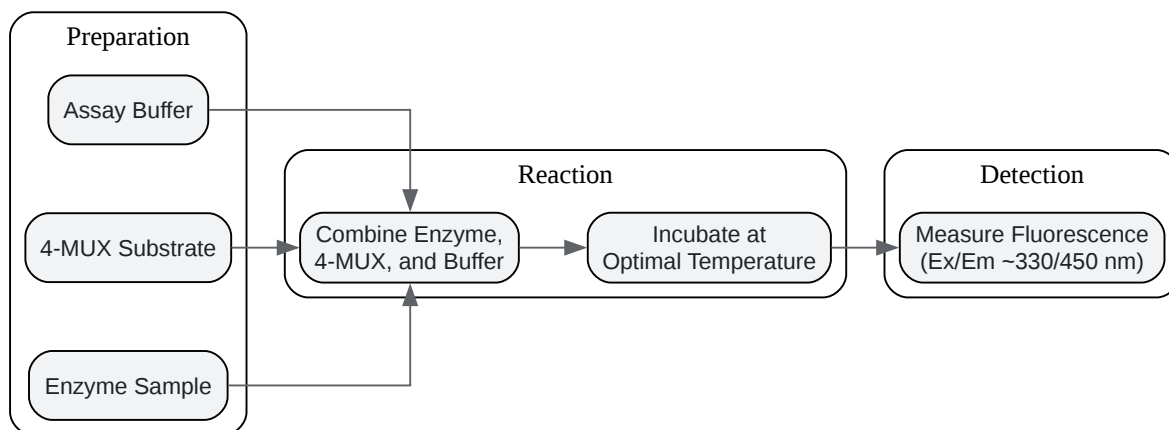 Preparation
Assay Buffer
4-MUX Substrate
Enzyme Sample
Reaction
Combine Enzyme,
4-MUX, and Buffer
Incubate at
Optimal Temperature
Detection
Measure Fluorescence
(Ex/Em ~330/450 nm)